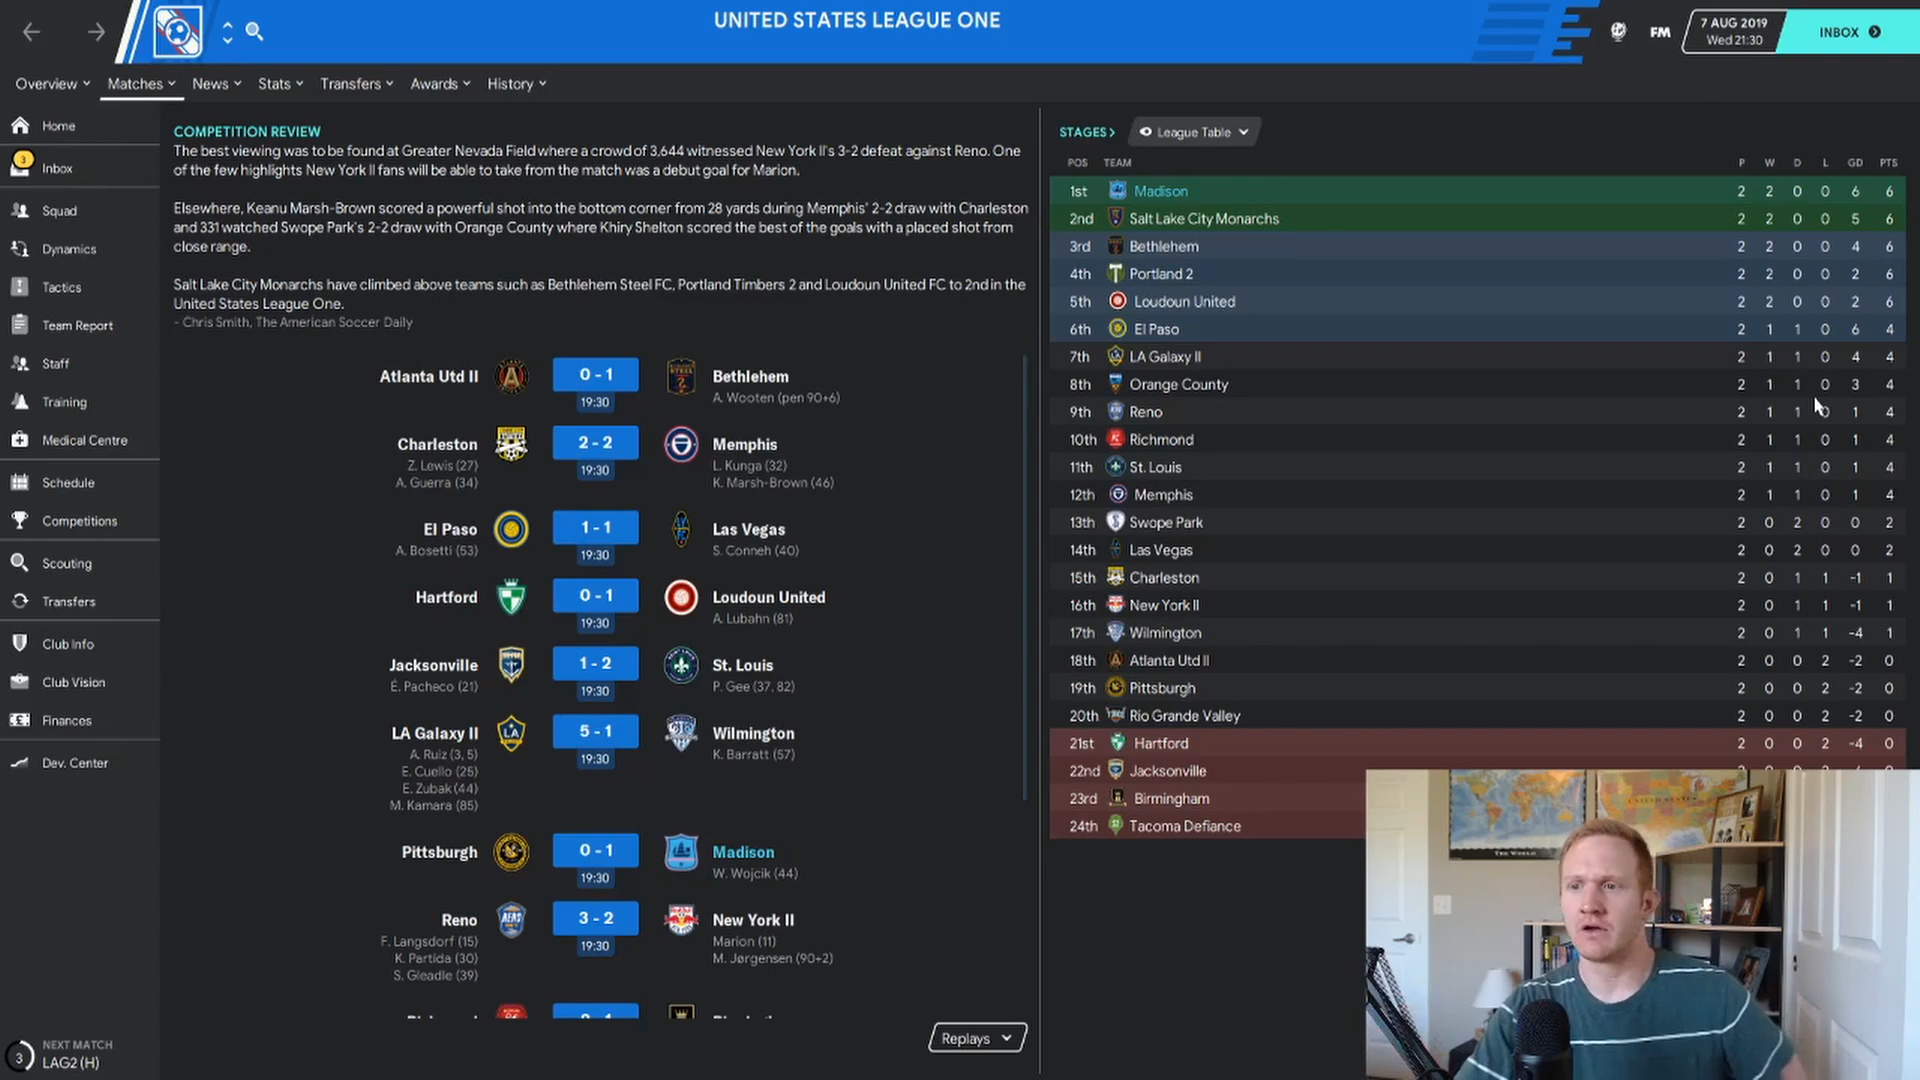 UNITED STATES LEAGUE ONE
FM
7 AUG 2019
Wed 21:30
INBOX
Overview
Matches
News
Stats
Transfers
Awards
History
Home
3
Inbox
Squad
Dynamics
Tactics
Team Report
Staff
Training
Medical Centre
Schedule
Competitions
Scouting
Transfers
Club Info
Club Vision
Finances
Dev. Center
3
NEXT MATCH
LAG2 (H)
COMPETITION REVIEW
The best viewing was to be found at Greater Nevada Field where a crowd of 3,644 witnessed New York II's 3-2 defeat against Reno. One
of the few highlights New York II fans will be able to take from the match was a debut goal for Marion.
Elsewhere, Keanu Marsh-Brown scored a powerful shot into the bottom corner from 28 yards during Memphis' 2-2 draw with Charleston
and 331 watched Swope Park's 2-2 draw with Orange County where Khiry Shelton scored the best of the goals with a placed shot from
close range.
Salt Lake City Monarchs have climbed above teams such as Bethlehem Steel FC, Portland Timbers 2 and Loudoun United FC to 2nd in the
United States League One.
- Chris Smith, The American Soccer Daily
Atlanta Utd II 0 - 1 Bethlehem
19:30 A. Wooten (pen 90+6)
Charleston 2 - 2 Memphis
Z. Lewis (27) 19:30 L. Kunga (32)
A. Guerra (34) K. Marsh-Brown (46)
El Paso 1 - 1 Las Vegas
A. Bosetti (53) 19:30 S. Conneh (40)
Hartford 0 - 1 Loudoun United
19:30 A. Lubahn (81)
Jacksonville 1 - 2 St. Louis
É. Pacheco (21) 19:30 P. Gee (37, 82)
LA Galaxy II 5 - 1 Wilmington
A. Ruiz (3, 5) 19:30 K. Barratt (57)
E. Cuello (25)
E. Zubak (44)
M. Kamara (85)
Pittsburgh 0 - 1 Madison
19:30 W. Wojcik (44)
Reno 3 - 2 New York II
F. Langsdorf (15) 19:30 Marion (11)
K. Partida (30) M. Jørgensen (90+2)
S. Gleadle (39)
Replays
STAGES
League Table
POS TEAM P W D L GD PTS
1st Madison 2 2 0 0 6 6
2nd Salt Lake City Monarchs 2 2 0 0 5 6
3rd Bethlehem 2 2 0 0 4 6
4th Portland 2 2 2 0 0 2 6
5th Loudoun United 2 2 0 0 2 6
6th El Paso 2 1 1 0 6 4
7th LA Galaxy II 2 1 1 0 4 4
8th Orange County 2 1 1 0 3 4
9th Reno 2 1 1 0 1 4
10th Richmond 2 1 1 0 1 4
11th St. Louis 2 1 1 0 1 4
12th Memphis 2 1 1 0 1 4
13th Swope Park 2 0 2 0 0 2
14th Las Vegas 2 0 2 0 0 2
15th Charleston 2 0 1 1 -1 1
16th New York II 2 0 1 1 -1 1
17th Wilmington 2 0 1 1 -4 1
18th Atlanta Utd II 2 0 0 2 -2 0
19th Pittsburgh 2 0 0 2 -2 0
20th Rio Grande Valley 2 0 0 2 -2 0
21st Hartford 2 0 0 2 -4 0
22nd Jacksonville
23rd Birmingham
24th Tacoma Defiance
THE WORLD
UNITED STATES